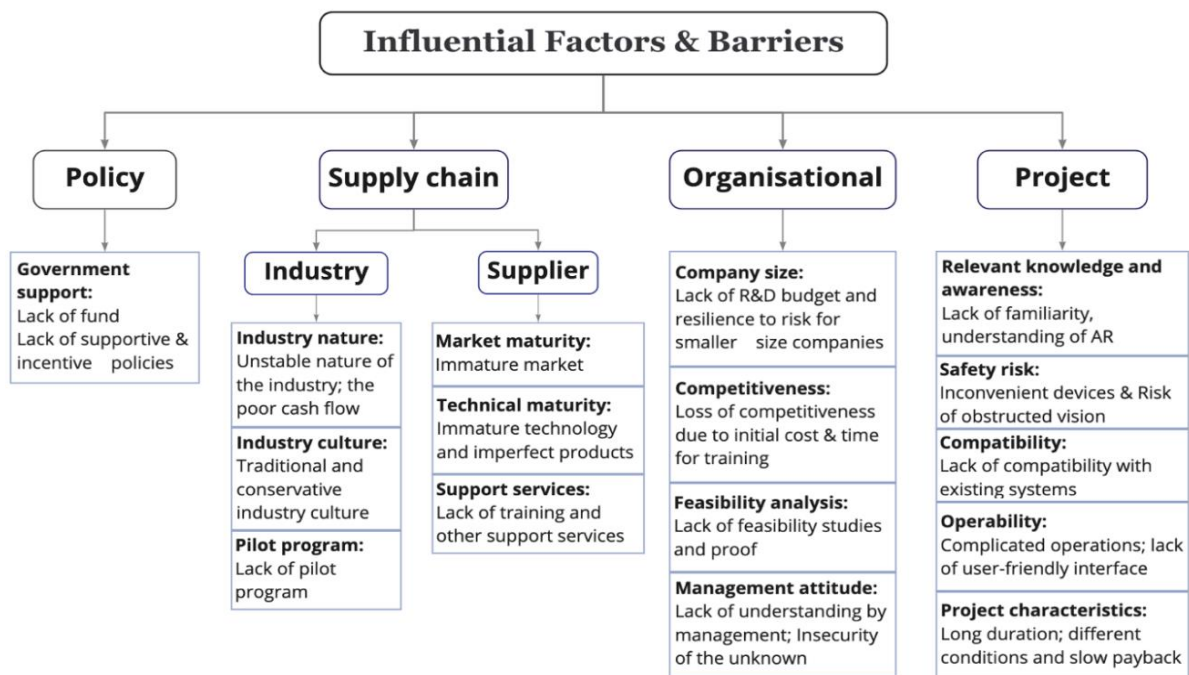 Influential Factors & Barriers
Policy
Supply chain
Organisational
Project
Government
support:
Lack of fund
Lack of supportive &
incentive policies
Industry
Supplier
Industry nature:
Unstable nature of
the industry; the
poor cash flow
Industry culture:
Traditional and
conservative
industry culture
Pilot program:
Lack of pilot
program
Market maturity:
Immature market
Technical maturity:
Immature technology
and imperfect products
Support services:
Lack of training and
other support services
Company size:
Lack of R&D budget and
resilience to risk for
smaller size companies
Competitiveness:
Loss of competitiveness
due to initial cost & time
for training
Feasibility analysis:
Lack of feasibility studies
and proof
Management attitude:
Lack of understanding by
management; Insecurity
of the unknown
Relevant knowledge and
awareness:
Lack of familiarity,
understanding of AR
Safety risk:
Inconvenient devices & Risk
of obstructed vision
Compatibility:
Lack of compatibility with
existing systems
Operability:
Complicated operations; lack
of user-friendly interface
Project characteristics:
Long duration; different
conditions and slow payback